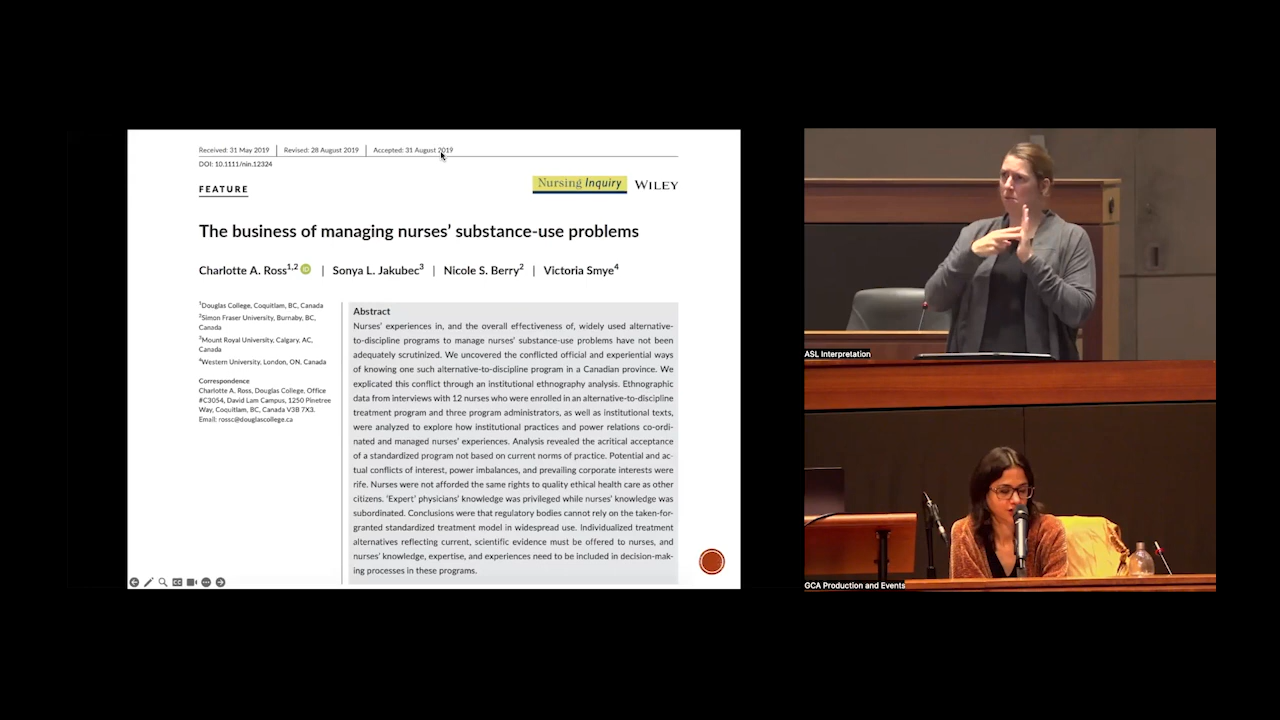 Received: 31 May 2019 | Revised: 28 August 2019 | Accepted: 31 August 2019
DOI: 10.1111/nin.12324
FEATURE
Nursing Inquiry WILEY
The business of managing nurses’ substance-use problems
Charlotte A. Ross1,2 iD | Sonya L. Jakubec3 | Nicole S. Berry2 | Victoria Smye4
1Douglas College, Coquitlam, BC, Canada
2Simon Fraser University, Burnaby, BC,
Canada
3Mount Royal University, Calgary, AC,
Canada
4Western University, London, ON, Canada
Correspondence
Charlotte A. Ross, Douglas College, Office
#C3054, David Lam Campus, 1250 Pinetree
Way, Coquitlam, BC, Canada V3B 7X3.
Email: rossc@douglascollege.ca
Abstract
Nurses’ experiences in, and the overall effectiveness of, widely used alternative-
to-discipline programs to manage nurses’ substance-use problems have not been
adequately scrutinized. We uncovered the conflicted official and experiential ways
of knowing one such alternative-to-discipline program in a Canadian province. We
explicated this conflict through an institutional ethnography analysis. Ethnographic
data from interviews with 12 nurses who were enrolled in an alternative-to-discipline
treatment program and three program administrators, as well as institutional texts,
were analyzed to explore how institutional practices and power relations co-ordi-
nated and managed nurses’ experiences. Analysis revealed the acritical acceptance
of a standardized program not based on current norms of practice. Potential and ac-
tual conflicts of interest, power imbalances, and prevailing corporate interests were
rife. Nurses were not afforded the same rights to quality ethical health care as other
citizens. ‘Expert’ physicians’ knowledge was privileged while nurses’ knowledge was
subordinated. Conclusions were that regulatory bodies cannot rely on the taken-for-
granted standardized treatment model in widespread use. Individualized treatment
alternatives reflecting current, scientific evidence must be offered to nurses, and
nurses’ knowledge, expertise, and experiences need to be included in decision-mak-
ing processes in these programs.
CC
ASL Interpretation
GCA Production and Events